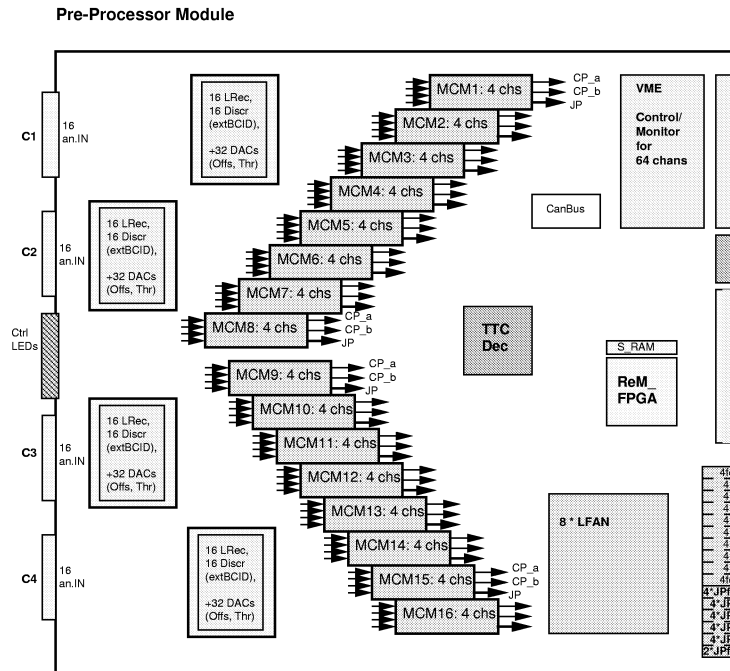 Pre-Processor Module
C1
16
an.IN
16 LRec,
16 Discr
(extBCID),
+32 DACs
(Offs, Thr)
C2
16
an.IN
16 LRec,
16 Discr
(extBCID),
+32 DACs
(Offs, Thr)
Ctrl
LEDs
C3
16
an.IN
16 LRec,
16 Discr
(extBCID),
+32 DACs
(Offs, Thr)
C4
16
an.IN
16 LRec,
16 Discr
(extBCID),
+32 DACs
(Offs, Thr)
MCM1: 4 chs
CP_a
CP_b
JP
MCM2: 4 chs
MCM3: 4 chs
MCM4: 4 chs
MCM5: 4 chs
MCM6: 4 chs
MCM7: 4 chs
MCM8: 4 chs
CP_a
CP_b
JP
MCM9: 4 chs
CP_a
CP_b
JP
MCM10: 4 chs
MCM11: 4 chs
MCM12: 4 chs
MCM13: 4 chs
MCM14: 4 chs
MCM15: 4 chs
CP_a
CP_b
JP
MCM16: 4 chs
VME
Control/
Monitor
for
64 chans
CanBus
TTC
Dec
S_RAM
ReM_
FPGA
8 * LFAN